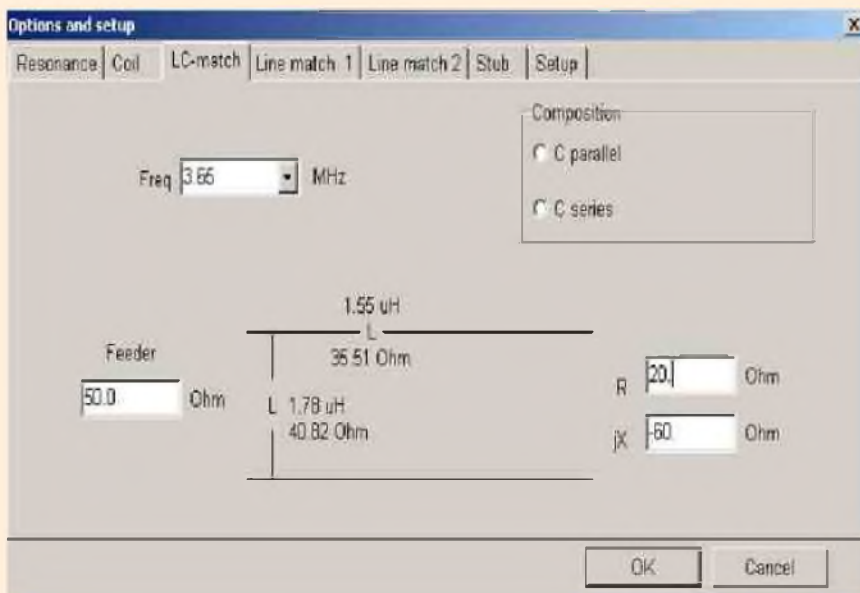 Options and setup
Resonance Coil LC-match Line match 1 Line match 2 Stub Setup
Composition
C parallel
C series
Freq 3.65 MHz
1.55 uH
L
35.51 Ohm
Feeder
50.0 Ohm
L 1.78 uH
40.82 Ohm
R 20. Ohm
jX -60. Ohm
OK Cancel